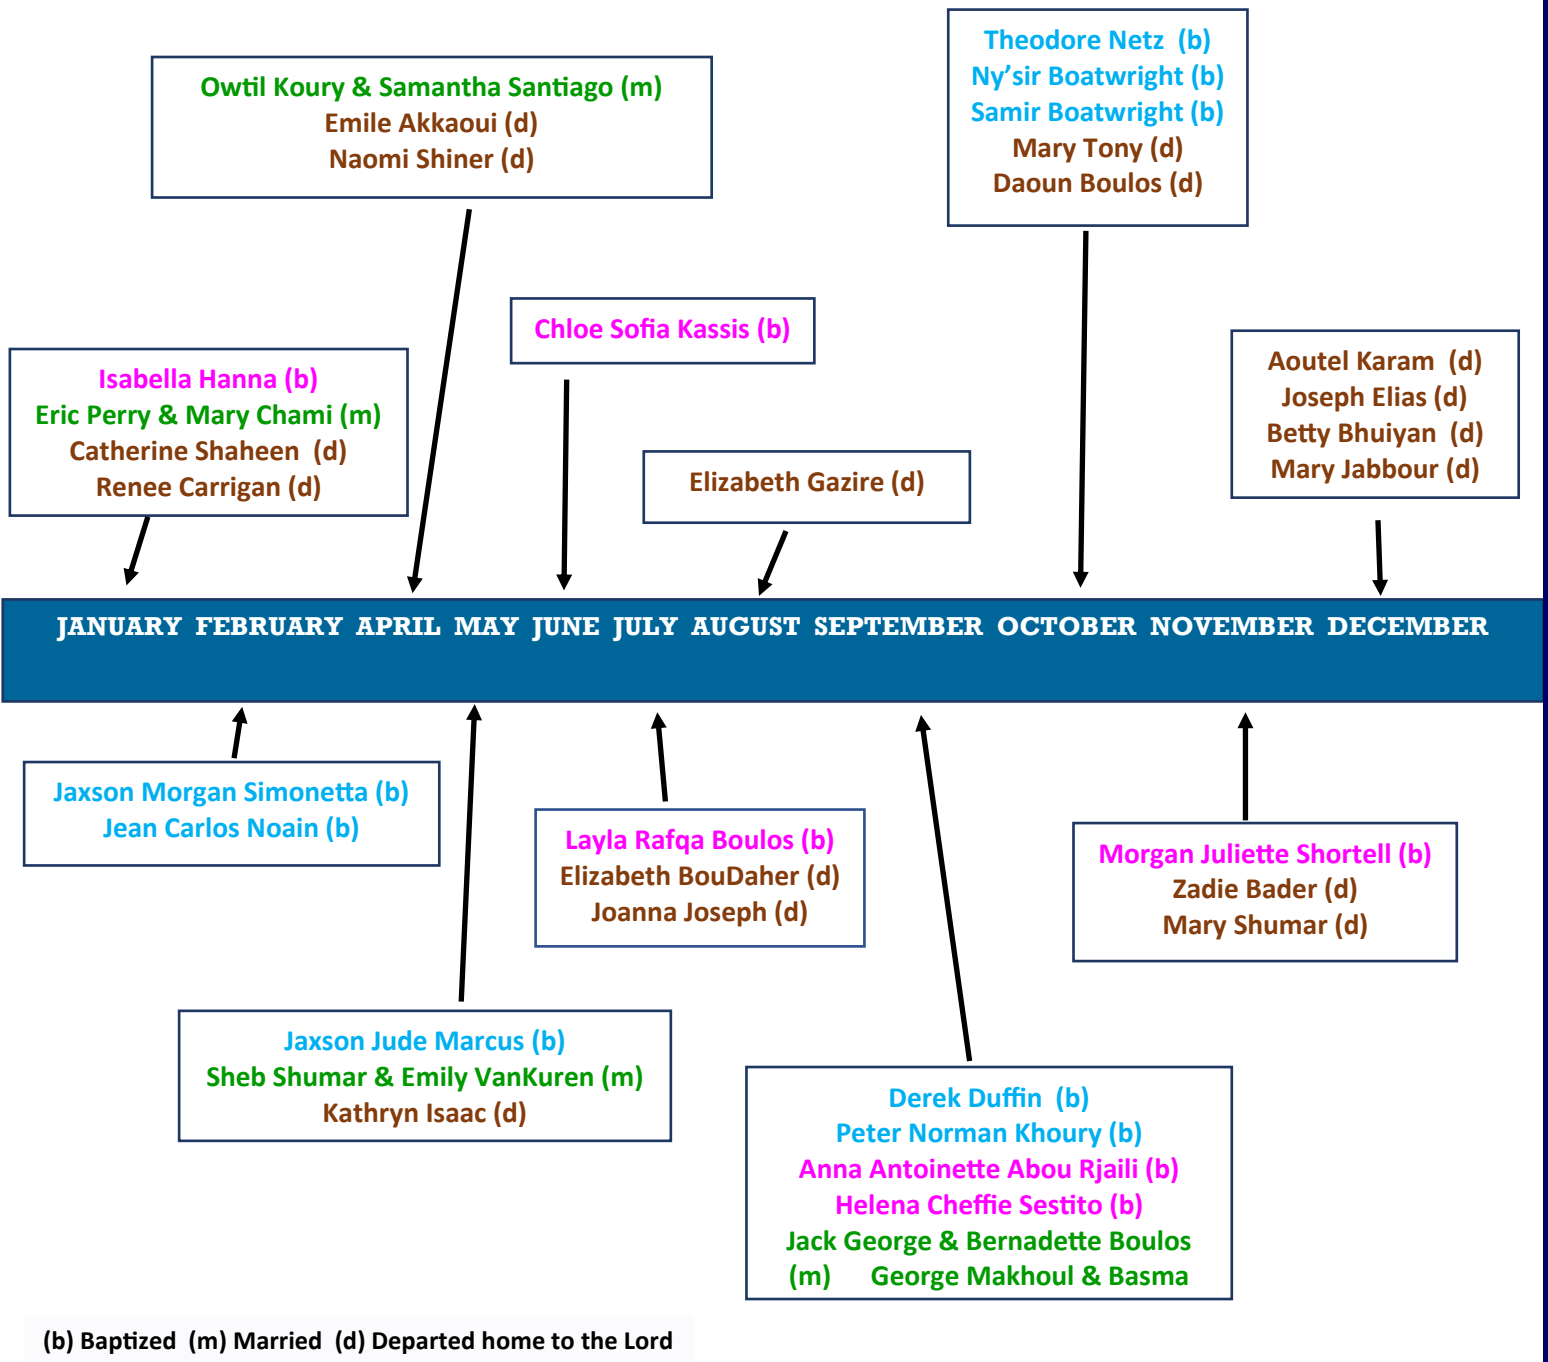 Theodore Netz (b)
Ny'sir Boatwright (b)
Samir Boatwright (b)
Mary Tony (d)
Daoun Boulos (d)
Owtil Koury & Samantha Santiago (m)
Emile Akkaoui (d)
Naomi Shiner (d)
Chloe Sofia Kassis (b)
Isabella Hanna (b)
Eric Perry & Mary Chami (m)
Catherine Shaheen (d)
Renee Carrigan (d)
Aoutel Karam (d)
Joseph Elias (d)
Betty Bhuiyan (d)
Mary Jabbour (d)
Elizabeth Gazire (d)
JANUARY FEBRUARY APRIL MAY JUNE JULY AUGUST SEPTEMBER OCTOBER NOVEMBER DECEMBER
Jaxson Morgan Simonetta (b)
Jean Carlos Noain (b)
Layla Rafqa Boulos (b)
Elizabeth BouDaher (d)
Joanna Joseph (d)
Morgan Juliette Shortell (b)
Zadie Bader (d)
Mary Shumar (d)
Jaxson Jude Marcus (b)
Sheb Shumar & Emily VanKuren (m)
Kathryn Isaac (d)
Derek Duffin (b)
Peter Norman Khoury (b)
Anna Antoinette Abou Rjaili (b)
Helena Cheffie Sestito (b)
Jack George & Bernadette Boulos
(m) George Makhoul & Basma
(b) Baptized (m) Married (d) Departed home to the Lord